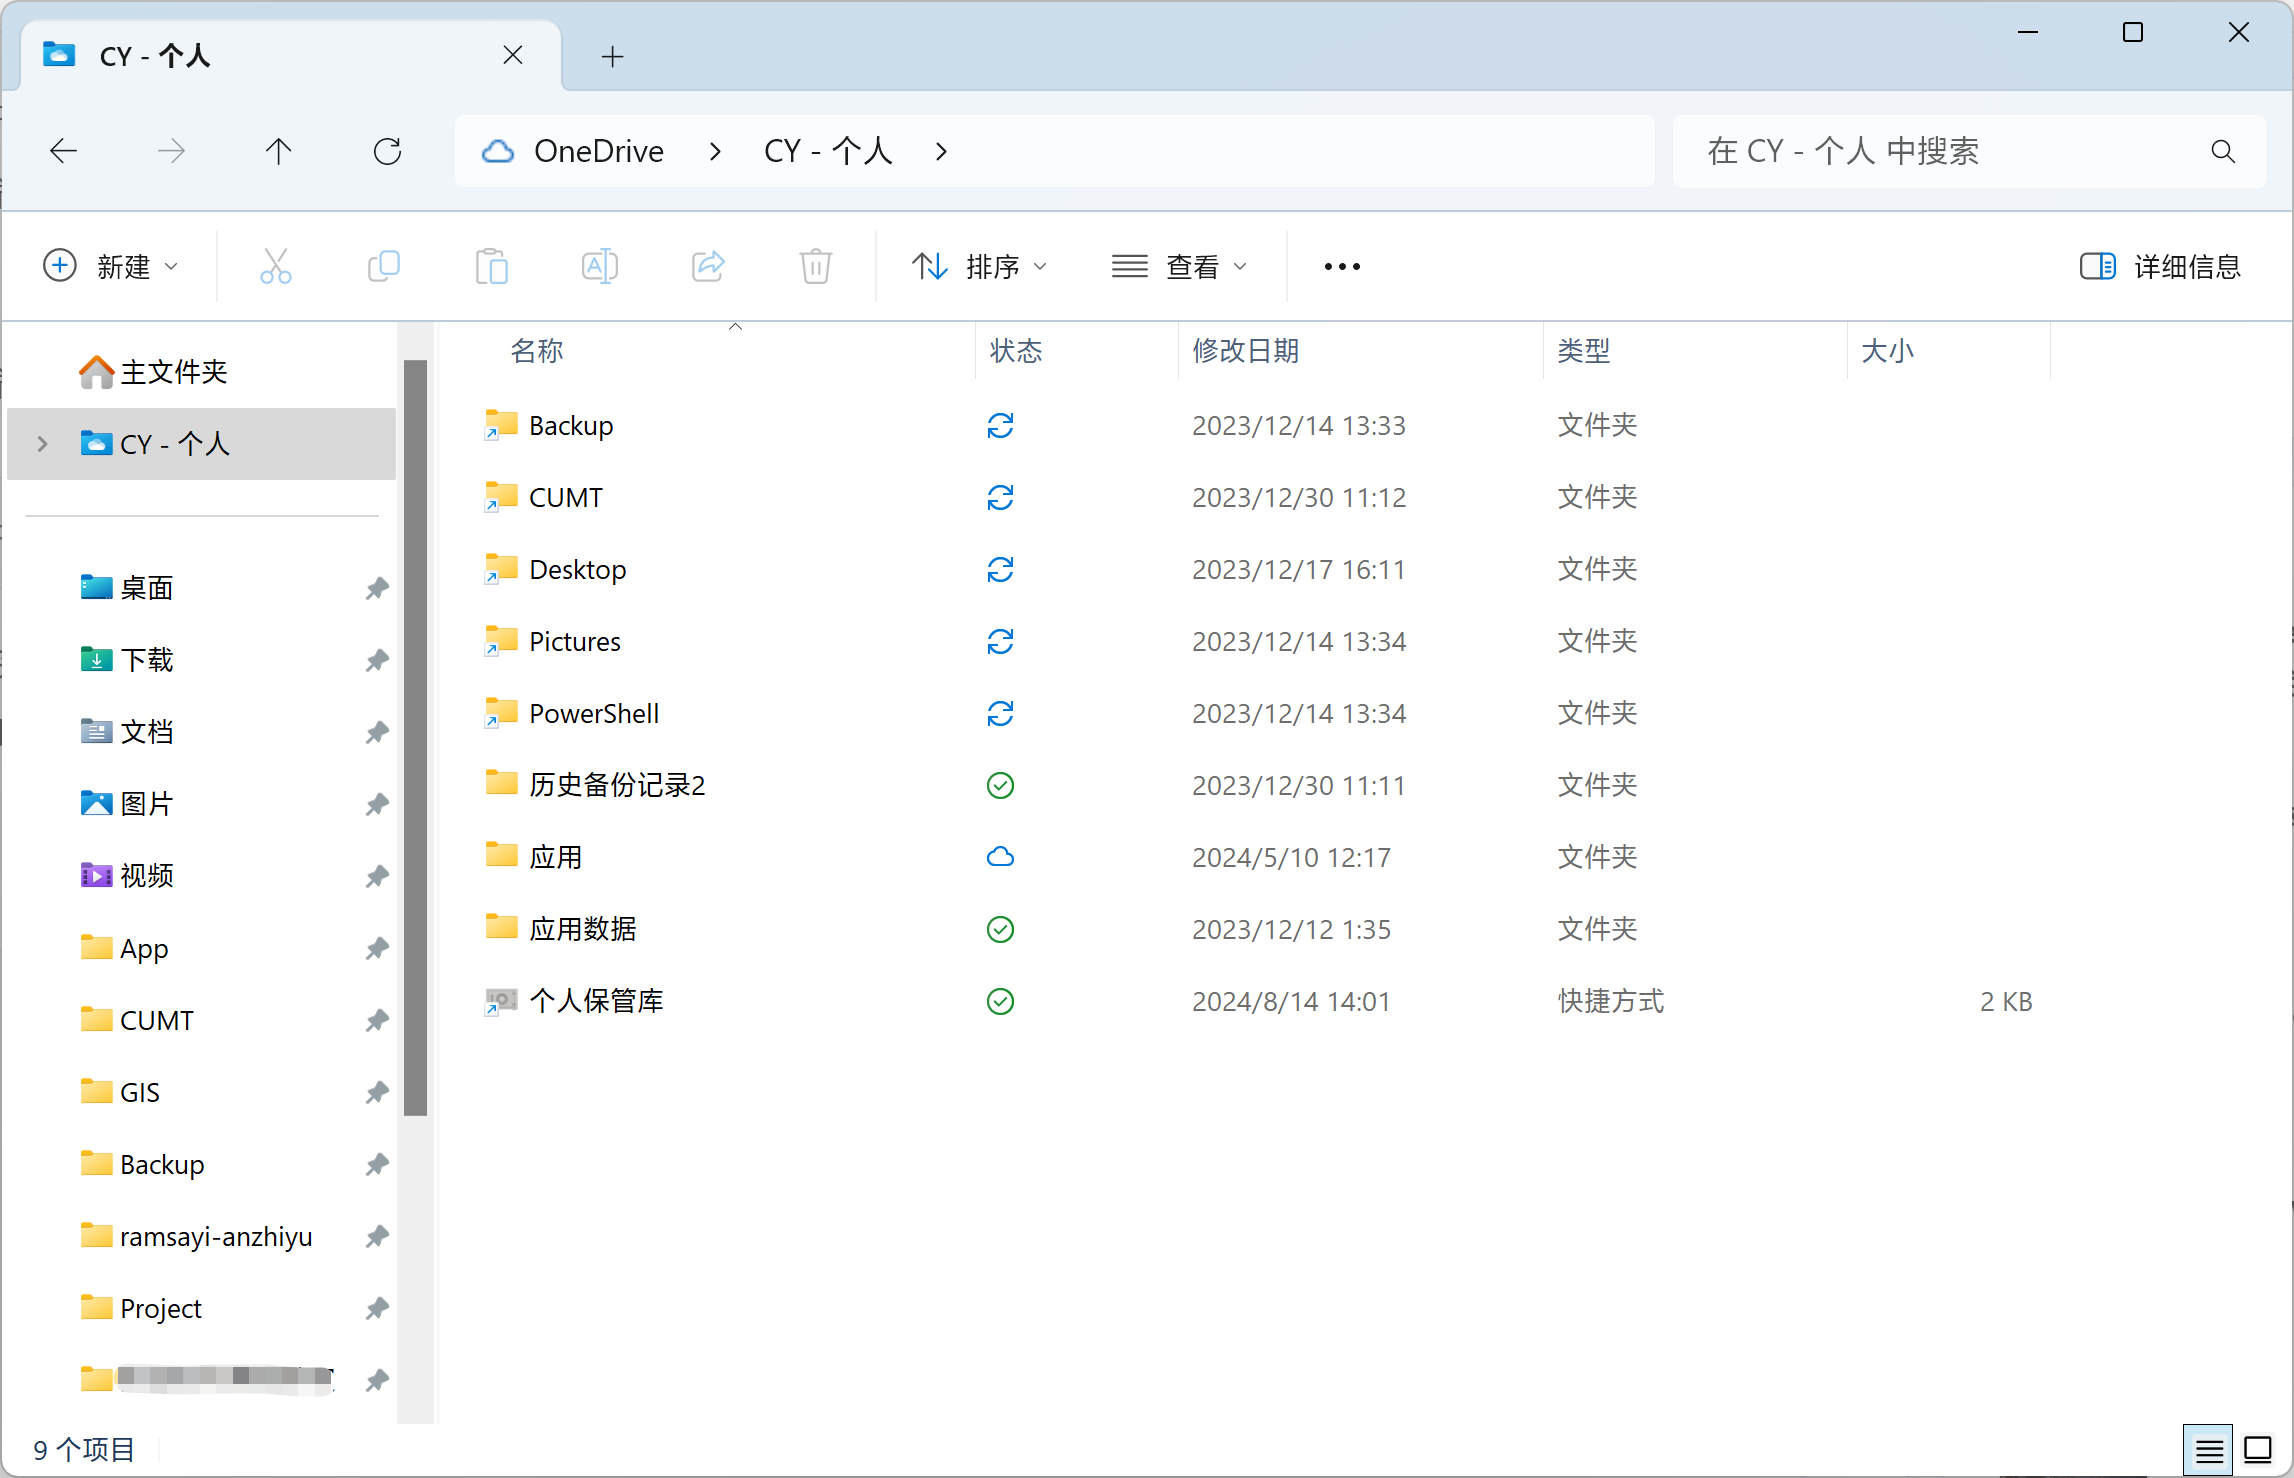 CY - 个人
OneDrive > CY - 个人 >
在 CY - 个人 中搜索
新建
排序
查看
详细信息
主文件夹
CY - 个人
桌面
下载
文档
图片
视频
App
CUMT
GIS
Backup
ramsayi-anzhiyu
Project
名称 状态 修改日期 类型 大小
Backup 2023/12/14 13:33 文件夹
CUMT 2023/12/30 11:12 文件夹
Desktop 2023/12/17 16:11 文件夹
Pictures 2023/12/14 13:34 文件夹
PowerShell 2023/12/14 13:34 文件夹
历史备份记录2 2023/12/30 11:11 文件夹
应用 2024/5/10 12:17 文件夹
应用数据 2023/12/12 1:35 文件夹
个人保管库 2024/8/14 14:01 快捷方式 2 KB
9 个项目